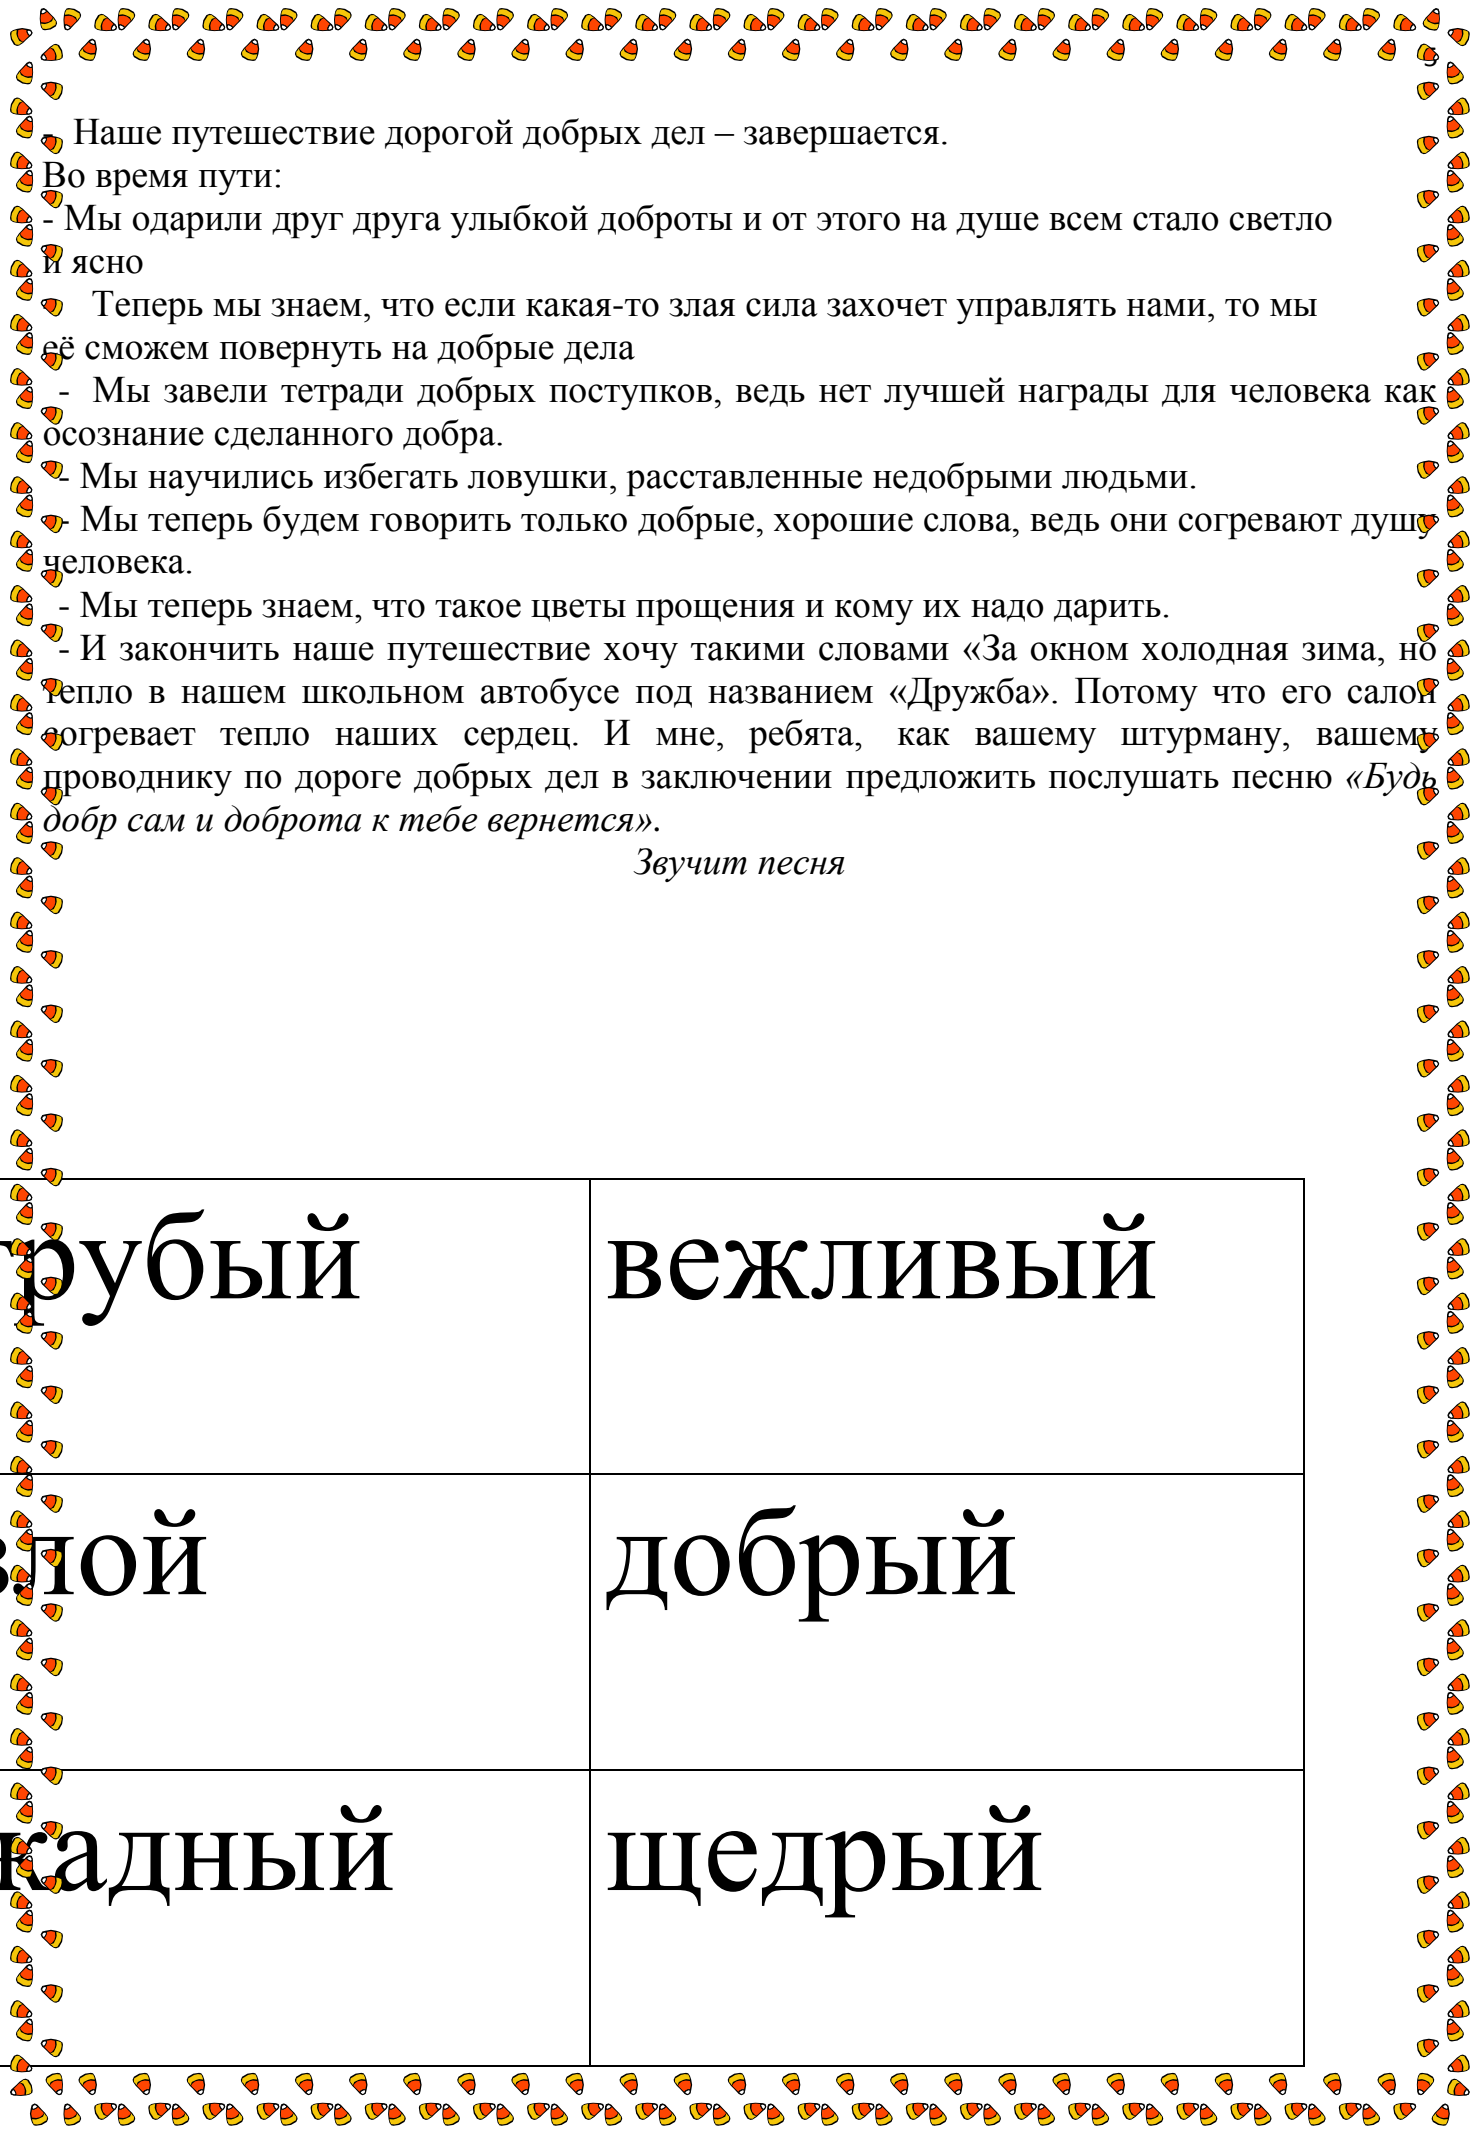 5
- Наше путешествие дорогой добрых дел – завершается.
Во время пути:
- Мы одарили друг друга улыбкой доброты и от этого на душе всем стало светло
и ясно
Теперь мы знаем, что если какая-то злая сила захочет управлять нами, то мы
её сможем повернуть на добрые дела
- Мы завели тетради добрых поступков, ведь нет лучшей награды для человека как
осознание сделанного добра.
- Мы научились избегать ловушки, расставленные недобрыми людьми.
- Мы теперь будем говорить только добрые, хорошие слова, ведь они согревают душу
человека.
- Мы теперь знаем, что такое цветы прощения и кому их надо дарить.
- И закончить наше путешествие хочу такими словами «За окном холодная зима, но
тепло в нашем школьном автобусе под названием «Дружба». Потому что его салон
согревает тепло наших сердец. И мне, ребята, как вашему штурману, вашему
проводнику по дороге добрых дел в заключении предложить послушать песню «Будь
добр сам и доброта к тебе вернется».
Звучит песня
грубый вежливый
злой добрый
жадный щедрый